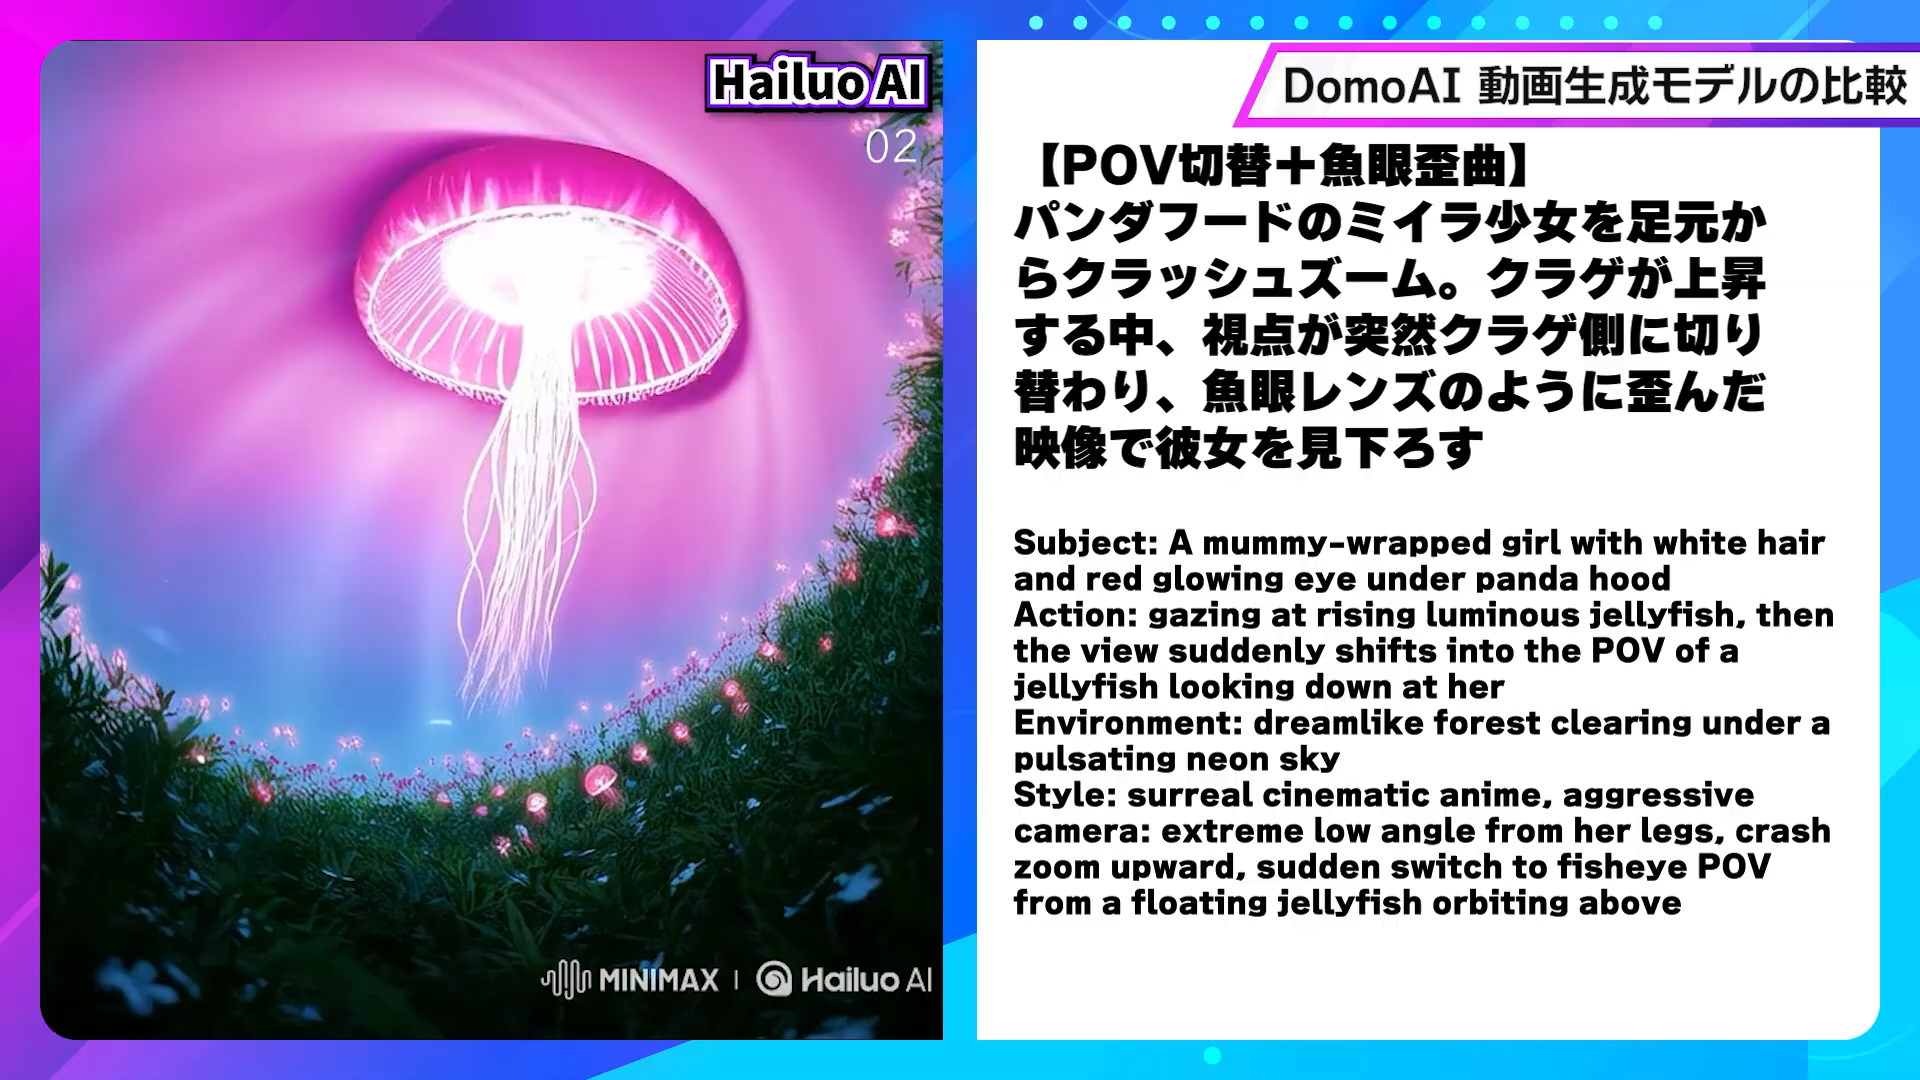 Hailuo AI
02
MINIMAX | Hailuo AI
DomoAI 動画生成モデルの比較
【POV切替＋魚眼歪曲】
パンダフードのミイラ少女を足元か
らクラッシュズーム。クラゲが上昇
する中、視点が突然クラゲ側に切り
替わり、魚眼レンズのように歪んだ
映像で彼女を見下ろす
Subject: A mummy-wrapped girl with white hair
and red glowing eye under panda hood
Action: gazing at rising luminous jellyfish, then
the view suddenly shifts into the POV of a
jellyfish looking down at her
Environment: dreamlike forest clearing under a
pulsating neon sky
Style: surreal cinematic anime, aggressive
camera: extreme low angle from her legs, crash
zoom upward, sudden switch to fisheye POV
from a floating jellyfish orbiting above